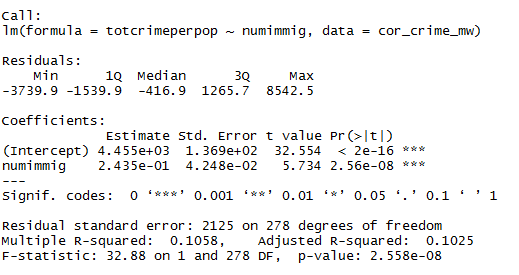 Call:
lm(formula = totcrimeperpop ~ numimmig, data = cor_crime_mw)
Residuals:
Min 1Q Median 3Q Max
-3739.9 -1539.9 -416.9 1265.7 8542.5
Coefficients:
Estimate Std. Error t value Pr(>|t|)
(Intercept) 4.455e+03 1.369e+02 32.554 < 2e-16 ***
numimmig 2.435e-01 4.248e-02 5.734 2.56e-08 ***
---
Signif. codes: 0 ‘***’ 0.001 ‘**’ 0.01 ‘*’ 0.05 ‘.’ 0.1 ‘ ’ 1
Residual standard error: 2125 on 278 degrees of freedom
Multiple R-squared: 0.1058, Adjusted R-squared: 0.1025
F-statistic: 32.88 on 1 and 278 DF, p-value: 2.558e-08